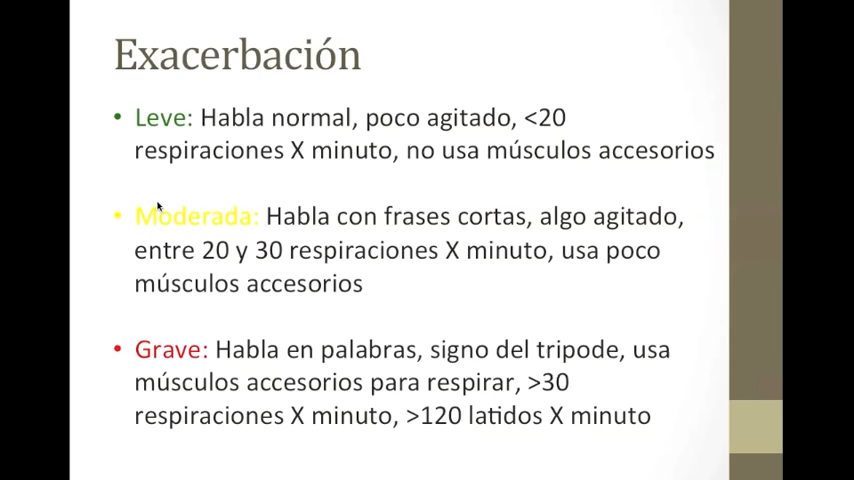 Exacerbación
• Leve: Habla normal, poco agitado, <20
respiraciones X minuto, no usa músculos accesorios
• Moderada: Habla con frases cortas, algo agitado,
entre 20 y 30 respiraciones X minuto, usa poco
músculos accesorios
• Grave: Habla en palabras, signo del tripode, usa
músculos accesorios para respirar, >30
respiraciones X minuto, >120 latidos X minuto